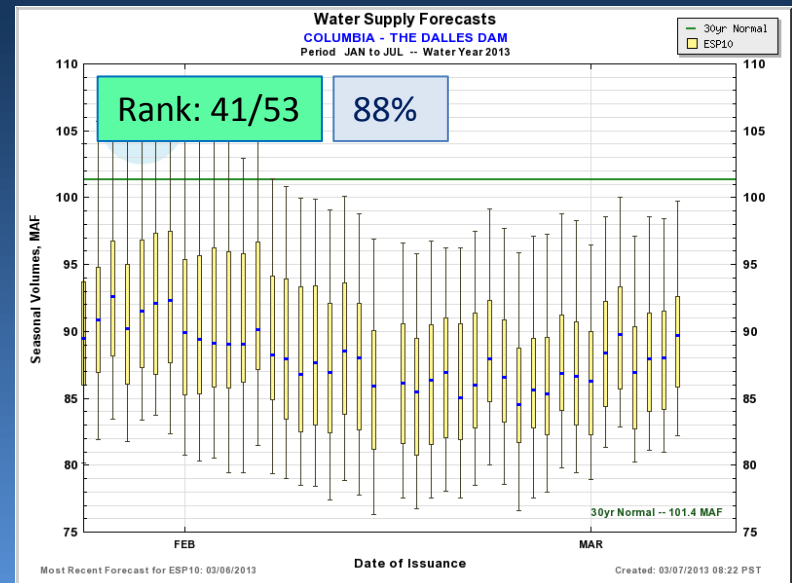 Water Supply Forecasts
COLUMBIA - THE DALLES DAM
Period JAN to JUL -- Water Year 2013
30yr Normal
ESP10
Rank: 41/53
88%
110
105
100
95
90
85
80
75
110
105
100
95
90
85
80
75
Seasonal Volumes, MAF
30yr Normal -- 101.4 MAF
FEB
MAR
Date of Issuance
Most Recent Forecast for ESP10: 03/06/2013
Created: 03/07/2013 08:22 PST